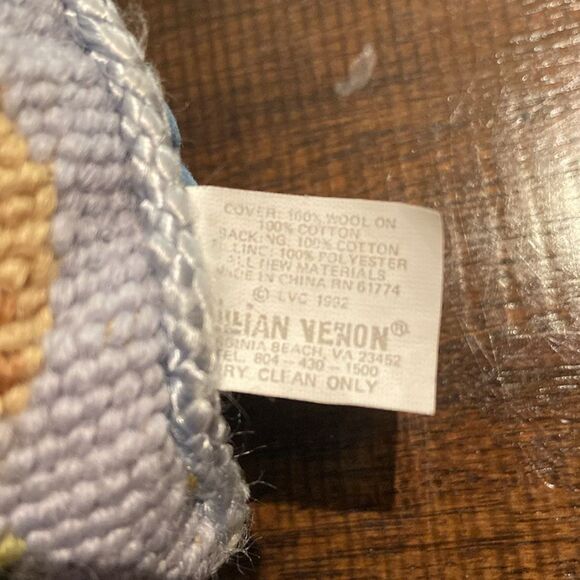 COVER: 100% WOOL ON
100% COTTON
BACKING: 100% COTTON
FILLING: 100% POLYESTER
ALL NEW MATERIALS
MADE IN CHINA RN 61774
© LVC 1992
LILLIAN VERNON®
VIRGINIA BEACH, VA 23452
TEL. 804-430-1500
DRY CLEAN ONLY